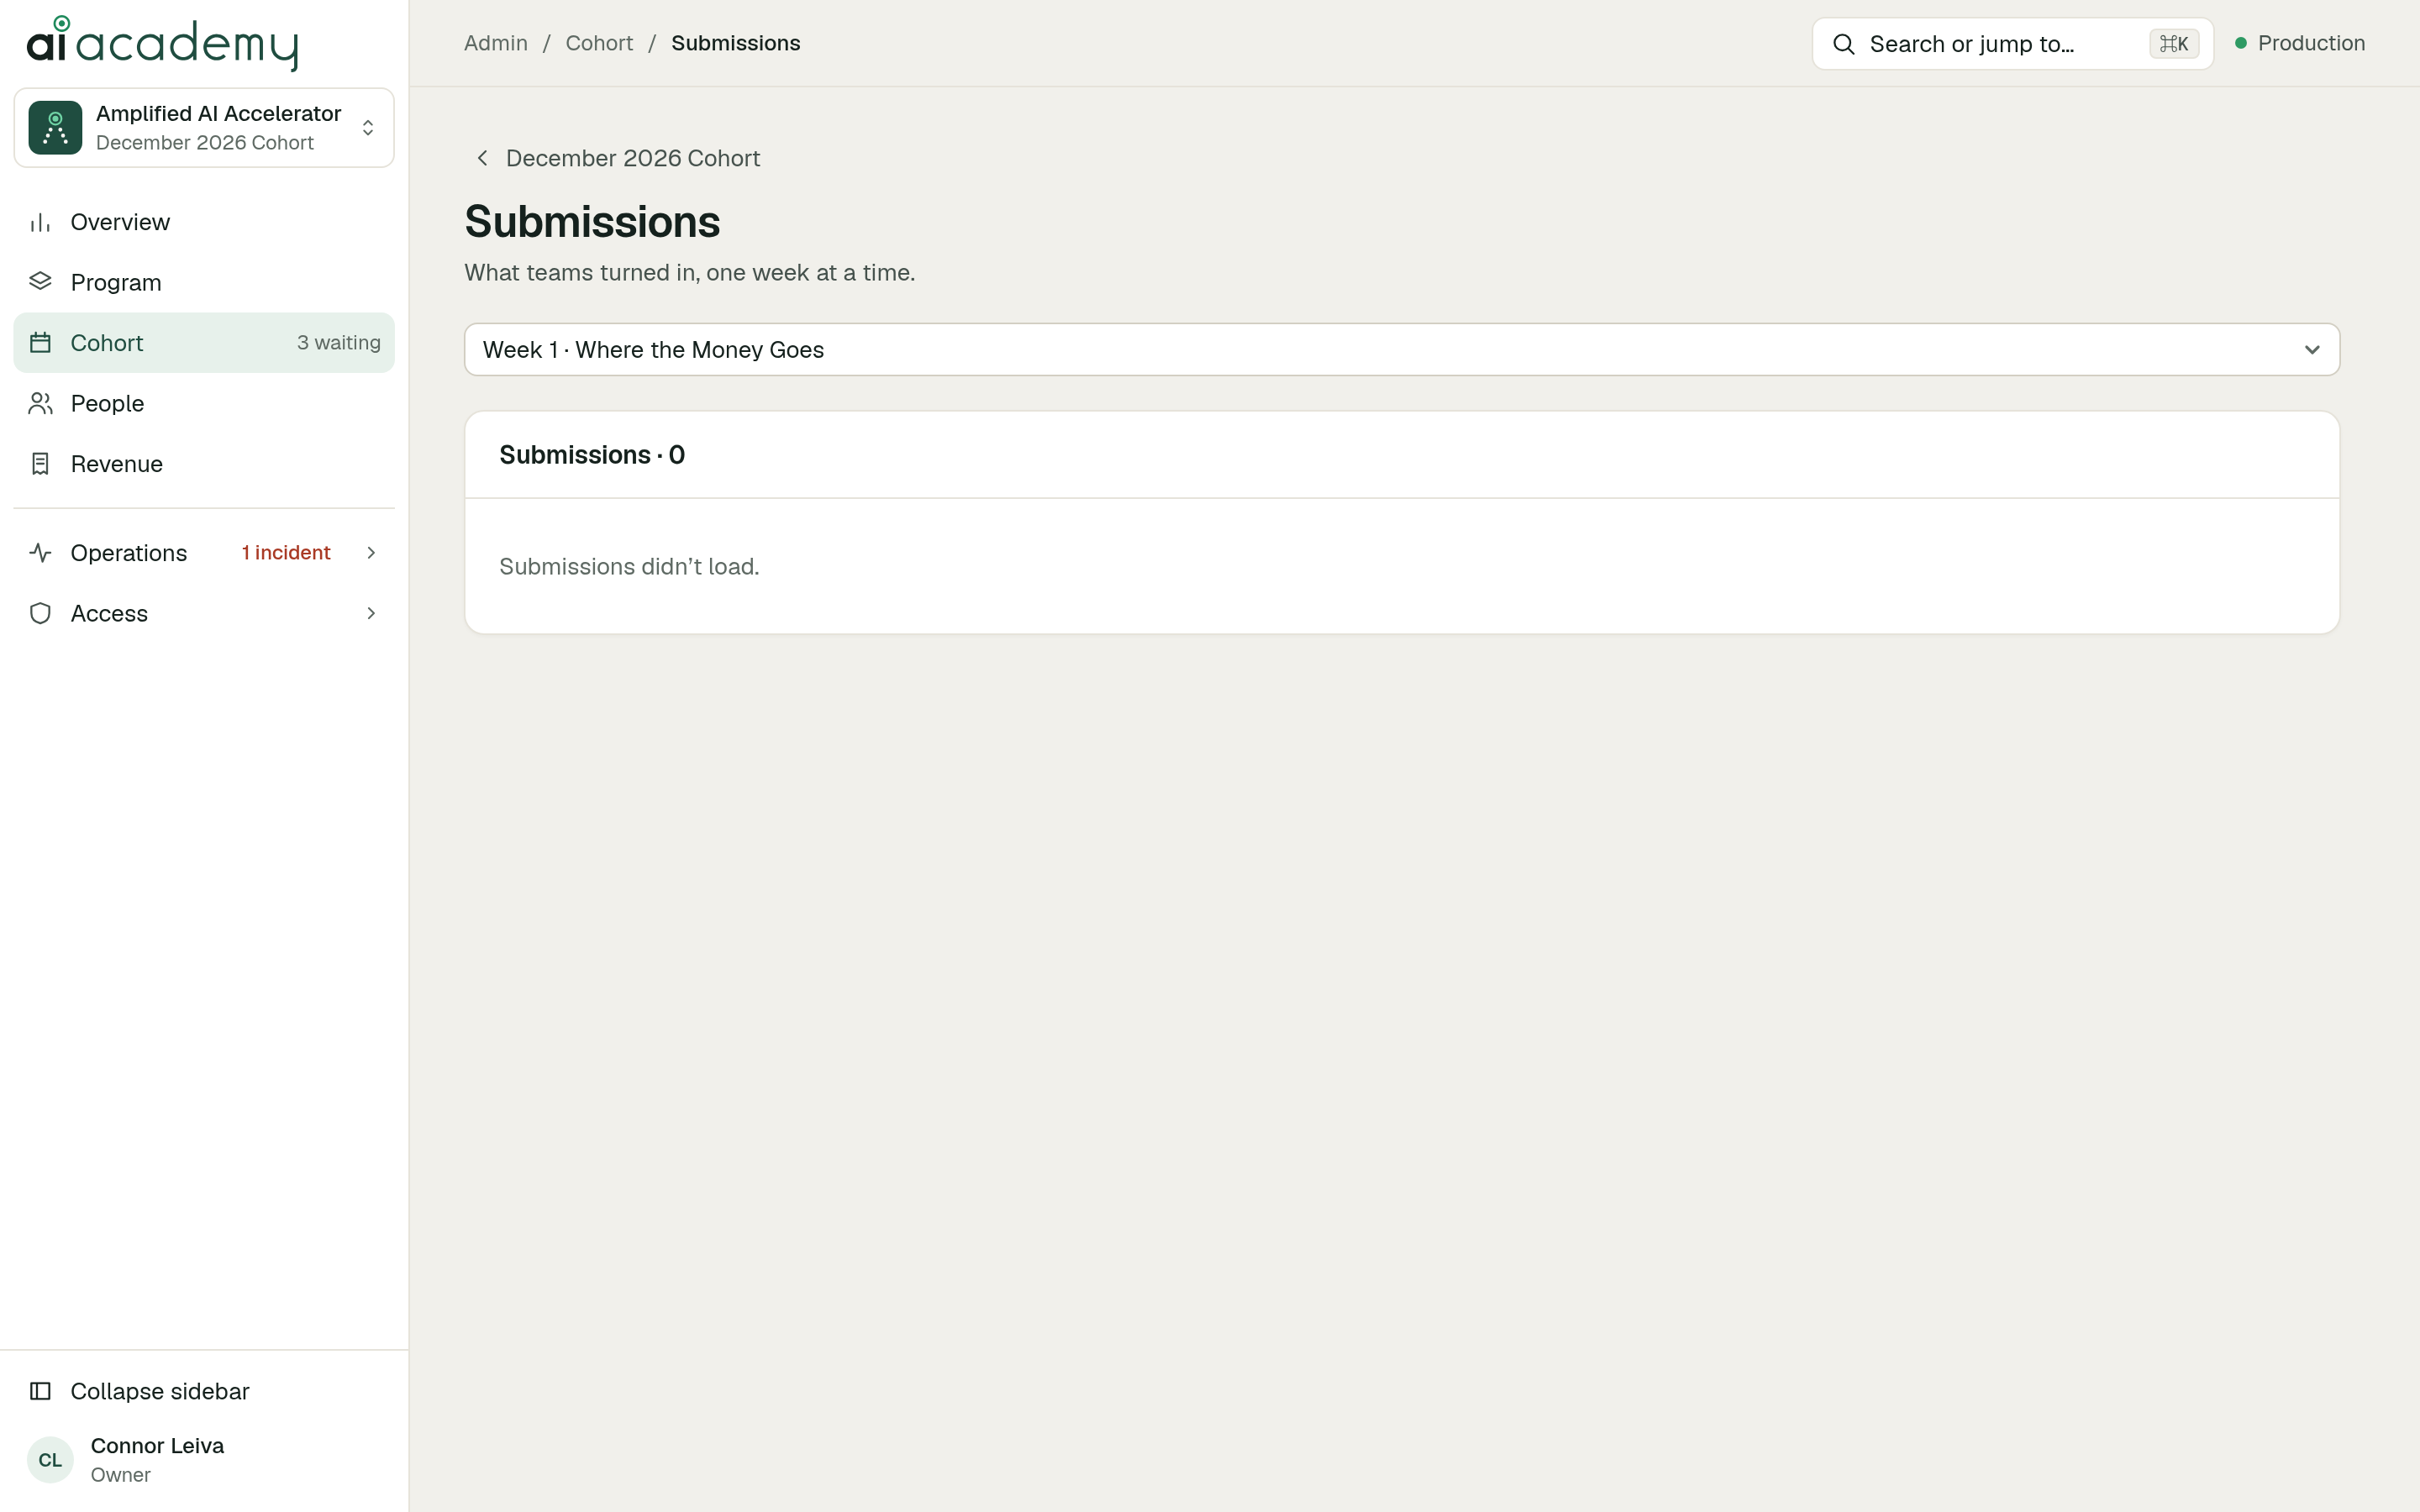 ai academy
Amplified AI Accelerator
December 2026 Cohort
Overview
Program
Cohort 3 waiting
People
Revenue
Operations 1 incident
Access
Collapse sidebar
CL
Connor Leiva
Owner
Admin / Cohort / Submissions
Search or jump to... ⌘K
Production
December 2026 Cohort
Submissions
What teams turned in, one week at a time.
Week 1 · Where the Money Goes
Submissions · 0
Submissions didn’t load.